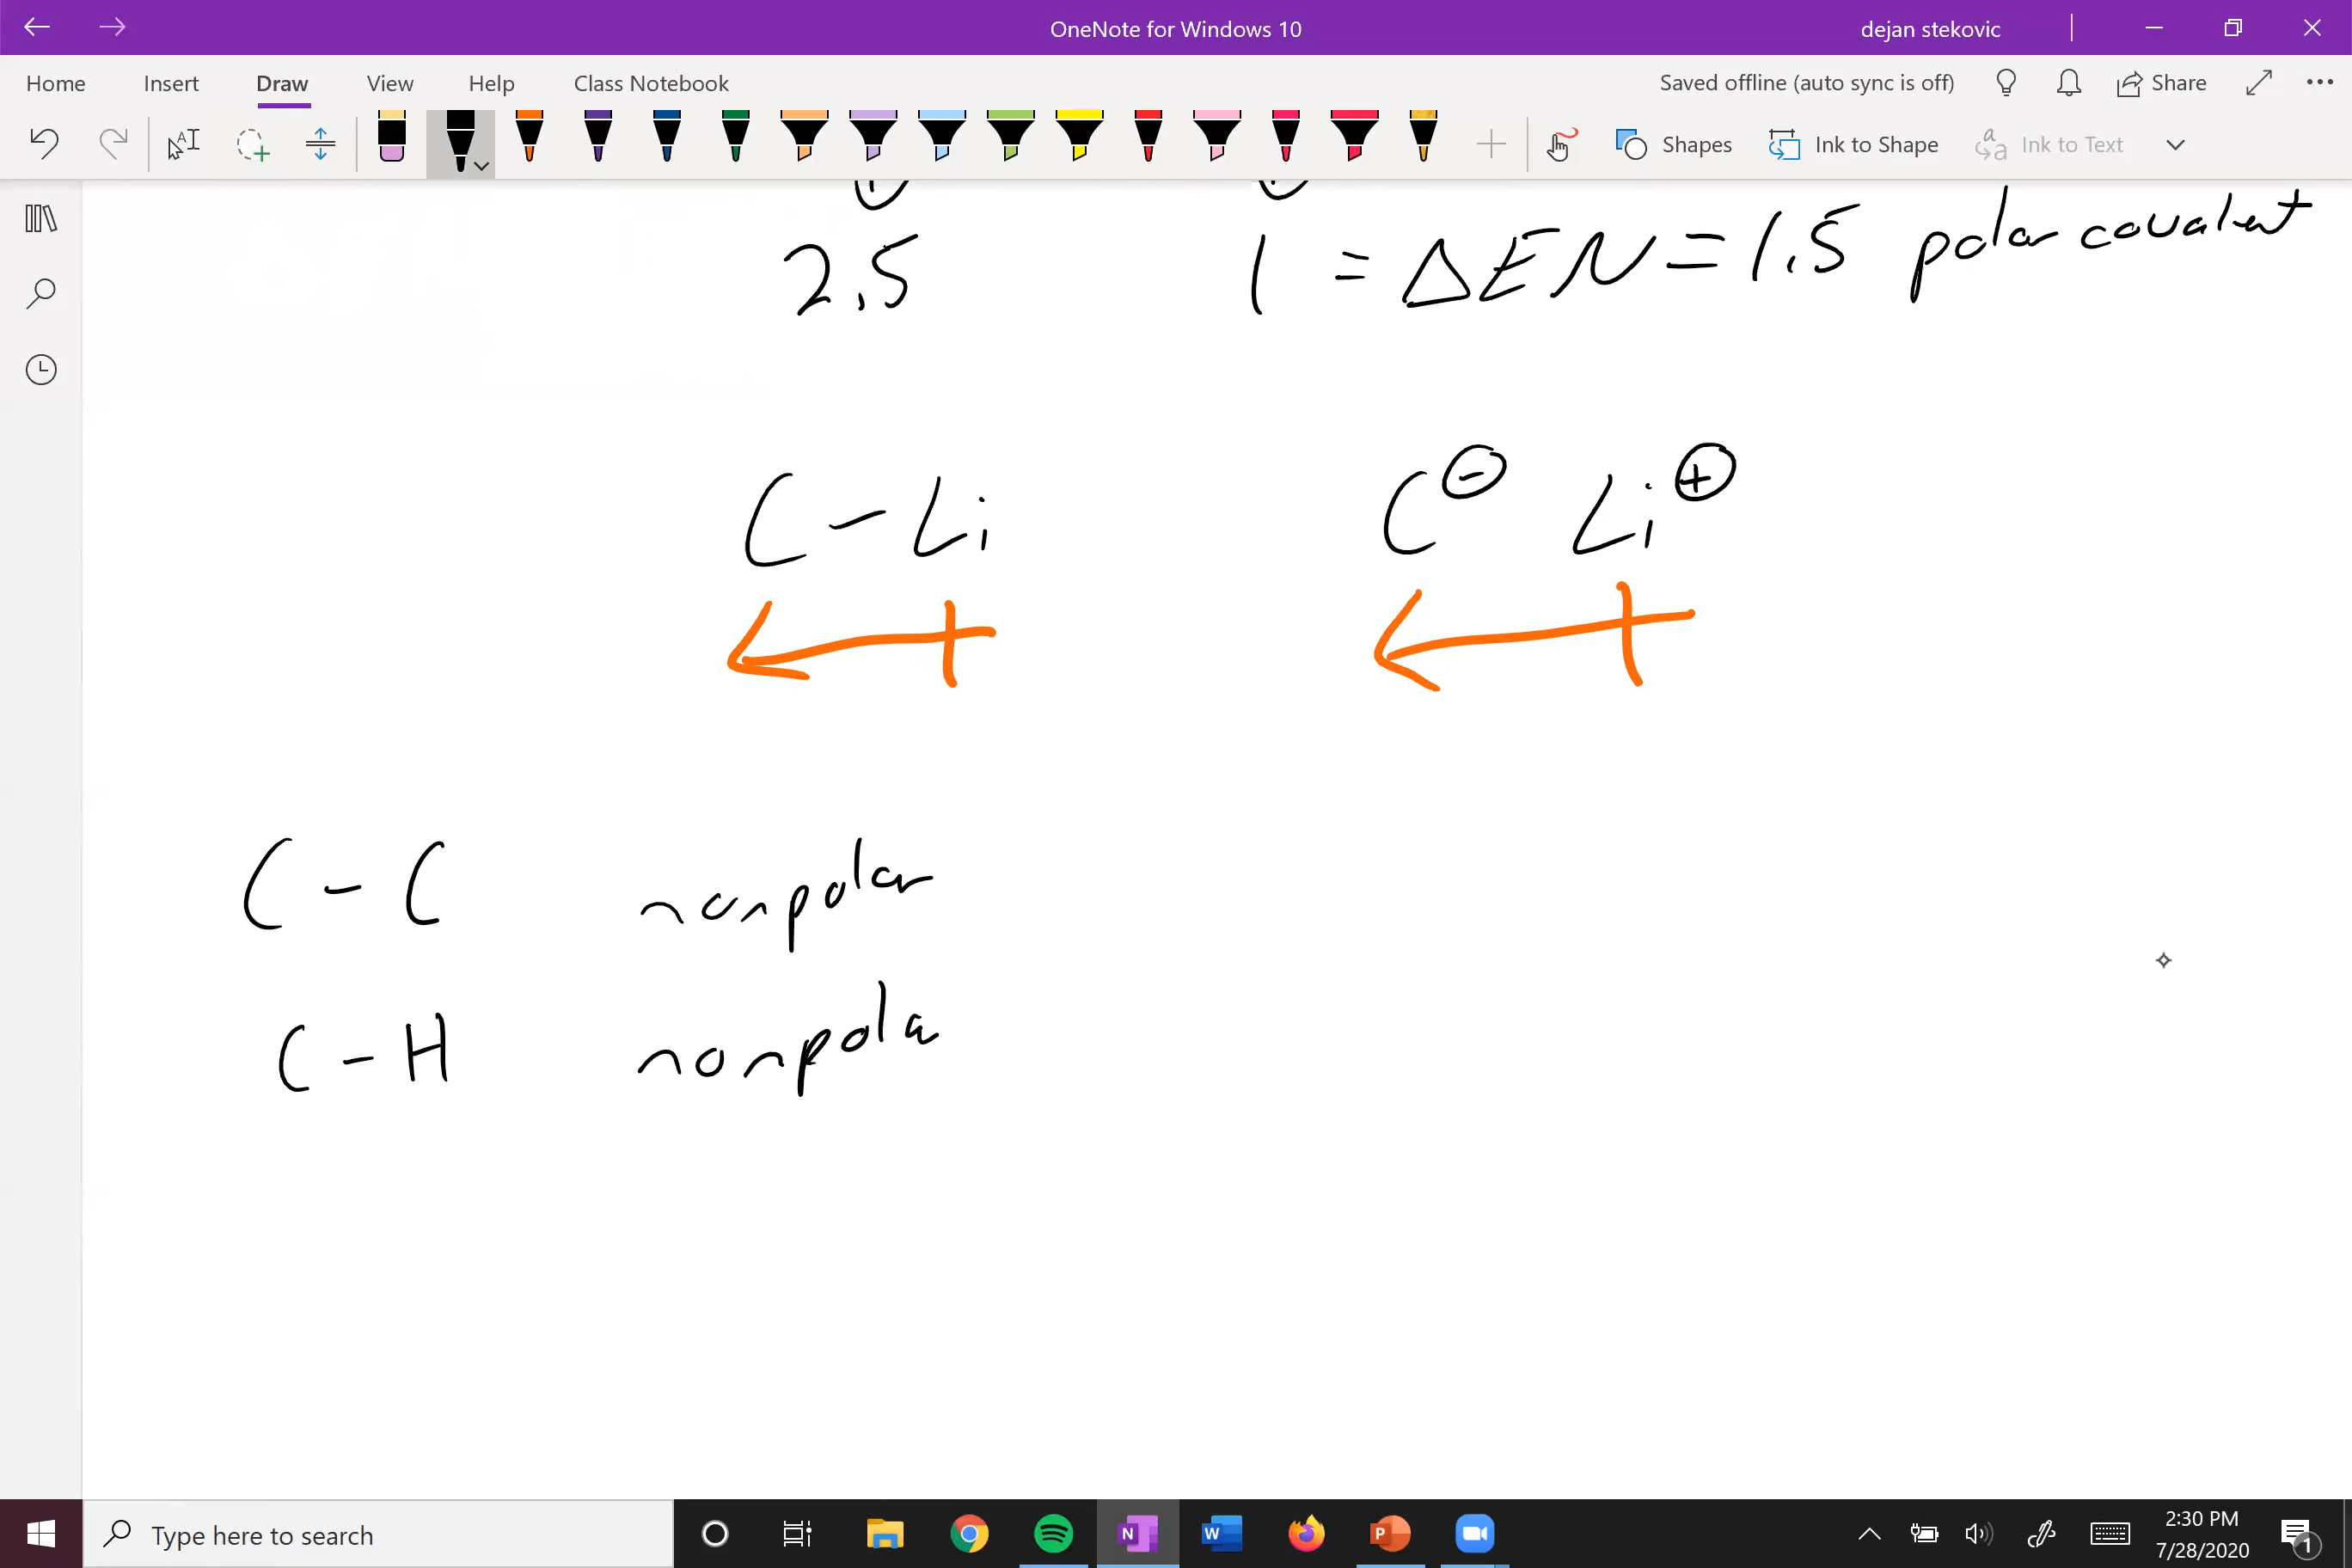 OneNote for Windows 10
dejan stekovic
Home Insert Draw View Help Class Notebook
Saved offline (auto sync is off) Share
Shapes Ink to Shape Ink to Text
2.5 1 = ΔEN = 1.5 polar covalent
C – Li C⊖ Li⊕
C – C nonpolar
C – H nonpola
Type here to search
2:30 PM
7/28/2020
1